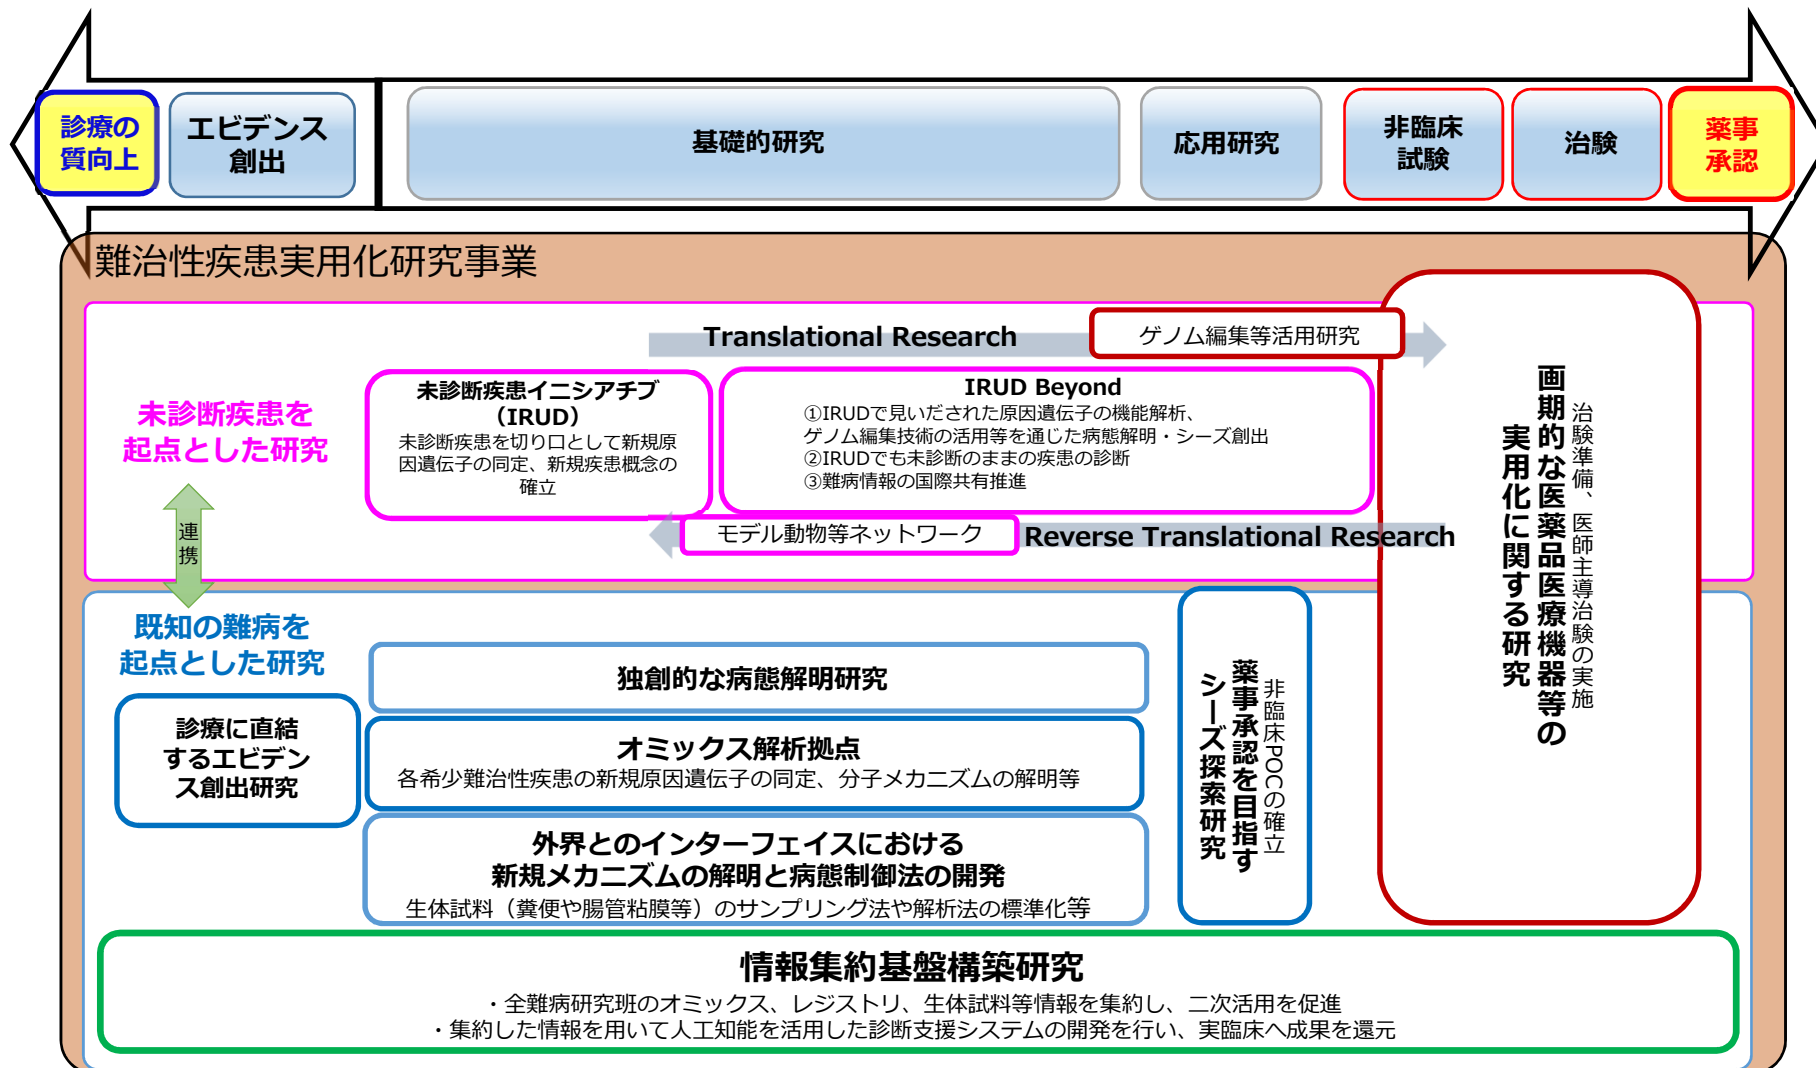 診療の
質向上
エビデンス
創出
基礎的研究
応用研究
非臨床
試験
治験
薬事
承認
難治性疾患実用化研究事業
Translational Research
ゲノム編集等活用研究
未診断疾患を
起点とした研究
未診断疾患イニシアチブ
（IRUD）
未診断疾患を切り口として新規原
因遺伝子の同定、新規疾患概念の
確立
IRUD Beyond
①IRUDで見いだされた原因遺伝子の機能解析、
ゲノム編集技術の活用等を通じた病態解明・シーズ創出
②IRUDでも未診断のままの疾患の診断
③難病情報の国際共有推進
モデル動物等ネットワーク
Reverse Translational Research
連携
画期的な医薬品医療機器等の
実用化に関する研究
治験準備、医師主導治験の実施
既知の難病を
起点とした研究
診療に直結
するエビデン
ス創出研究
独創的な病態解明研究
オミックス解析拠点
各希少難治性疾患の新規原因遺伝子の同定、分子メカニズムの解明等
外界とのインターフェイスにおける
新規メカニズムの解明と病態制御法の開発
生体試料（糞便や腸管粘膜等）のサンプリング法や解析法の標準化等
薬事承認を目指す
シーズ探索研究
非臨床POCの確立
情報集約基盤構築研究
・全難病研究班のオミックス、レジストリ、生体試料等情報を集約し、二次活用を促進
・集約した情報を用いて人工知能を活用した診断支援システムの開発を行い、実臨床へ成果を還元